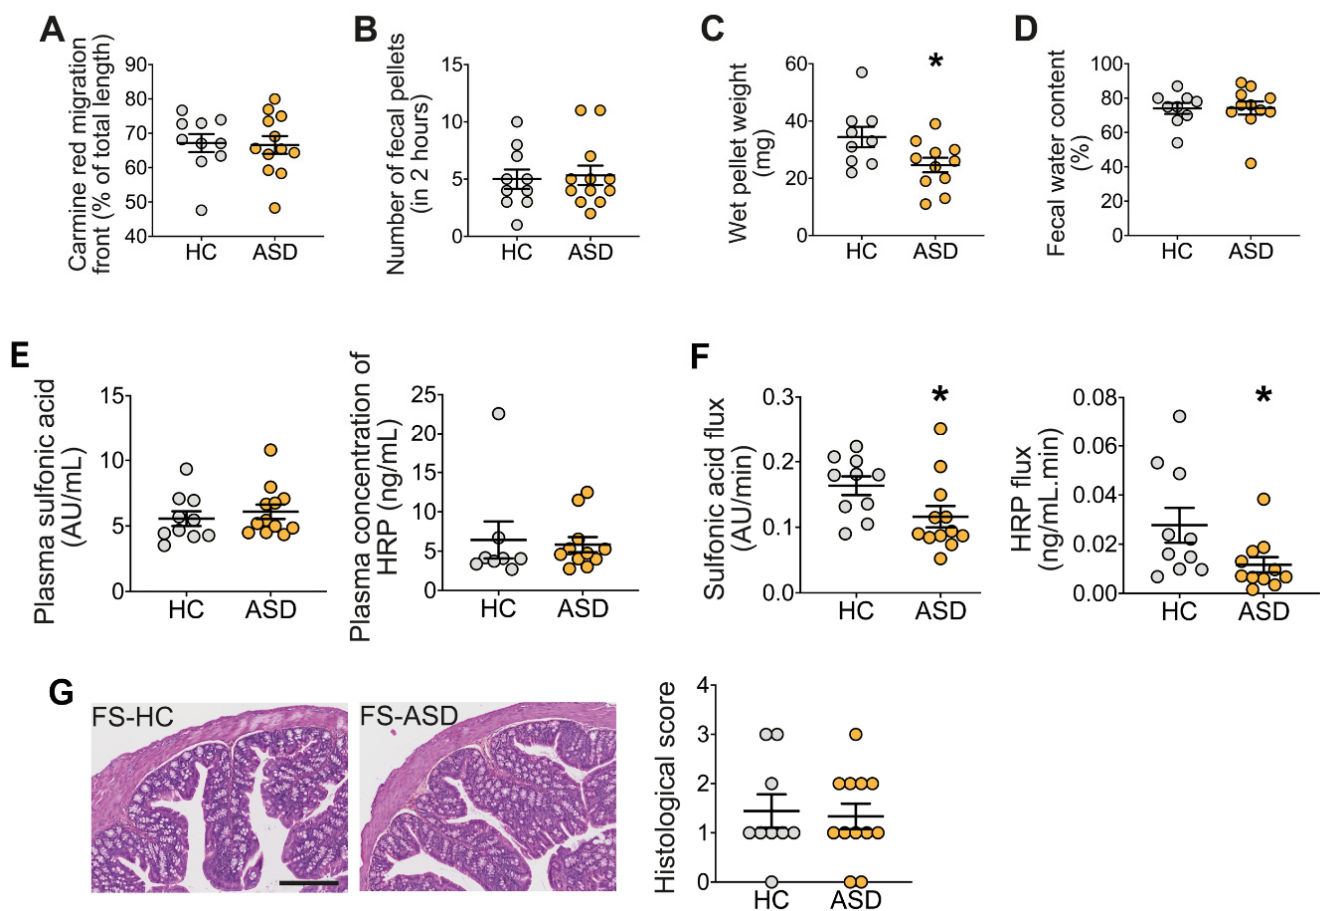 A
Carmine red migration
front (% of total length)
90
80
70
60
50
40
HC
ASD
B
Number of fecal pellets
(in 2 hours)
15
10
5
0
HC
ASD
C
Wet pellet weight
(mg)
60
40
20
0
*
HC
ASD
D
Fecal water content
(%)
100
80
60
40
20
0
HC
ASD
E
Plasma sulfonic acid
(AU/mL)
15
10
5
0
HC
ASD
Plasma concentration of
HRP (ng/mL)
25
20
15
10
5
0
HC
ASD
F
Sulfonic acid flux
(AU/min)
0.3
0.2
0.1
0.0
*
HC
ASD
HRP flux
(ng/mL.min)
0.08
0.06
0.04
0.02
0.00
*
HC
ASD
G
FS-HC
FS-ASD
Histological score
4
3
2
1
0
HC
ASD